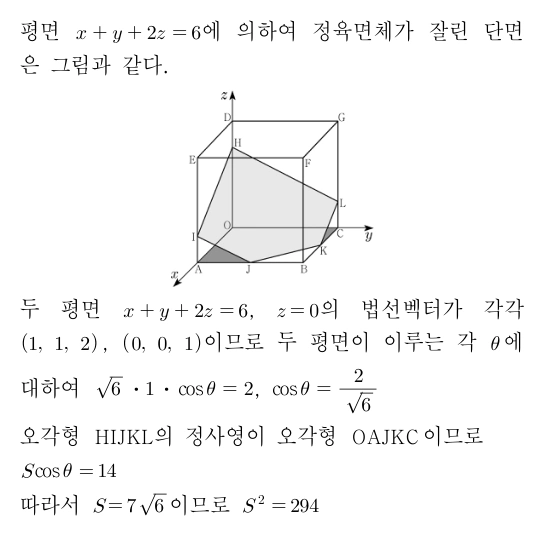 평면 x+y+2z=6에 의하여 정육면체가 잘린 단면
은 그림과 같다.
z
D
G
H
E
F
L
O
C
y
I
K
x
A
J
B
두 평면 x+y+2z=6, z=0의 법선벡터가 각각
(1, 1, 2), (0, 0, 1)이므로 두 평면이 이루는 각 θ에
대하여 √6 · 1 · cosθ = 2, cosθ = 2/√6
오각형 HIJKL의 정사영이 오각형 OAJKC이므로
Scosθ = 14
따라서 S=7√6이므로 S² = 294